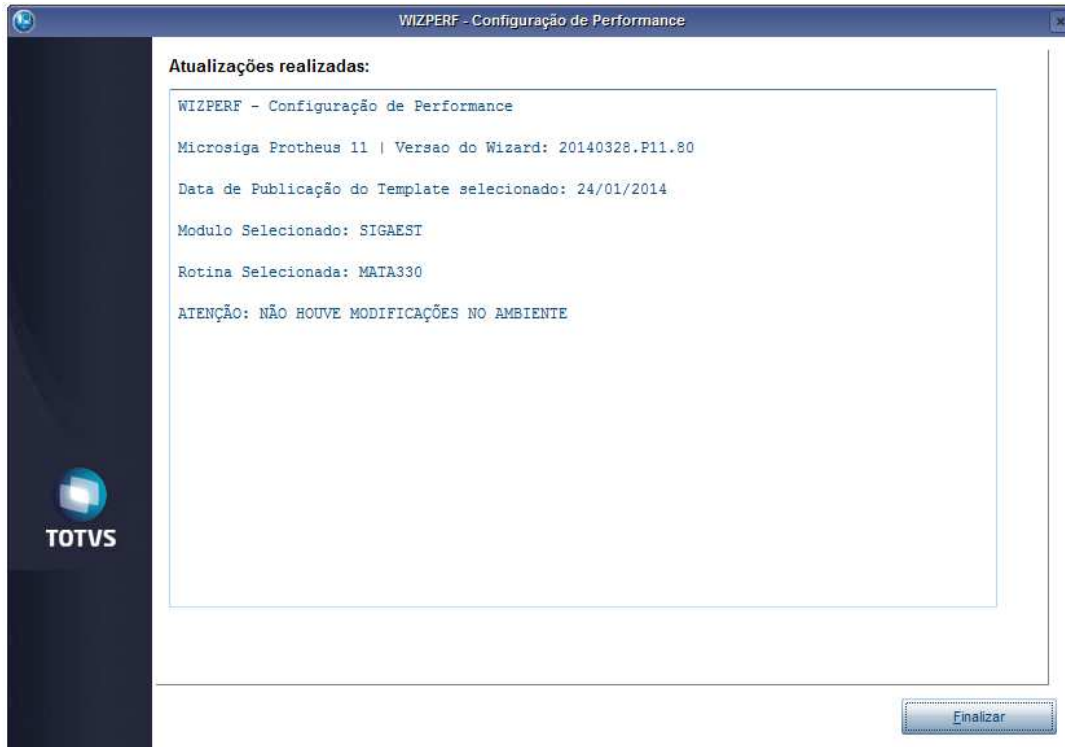 WIZPERF - Configuração de Performance
Atualizações realizadas:
WIZPERF - Configuração de Performance
Microsiga Protheus 11 | Versao do Wizard: 20140328.P11.80
Data de Publicação do Template selecionado: 24/01/2014
Modulo Selecionado: SIGAEST
Rotina Selecionada: MATA330
ATENÇÃO: NÃO HOUVE MODIFICAÇÕES NO AMBIENTE
TOTVS
Finalizar